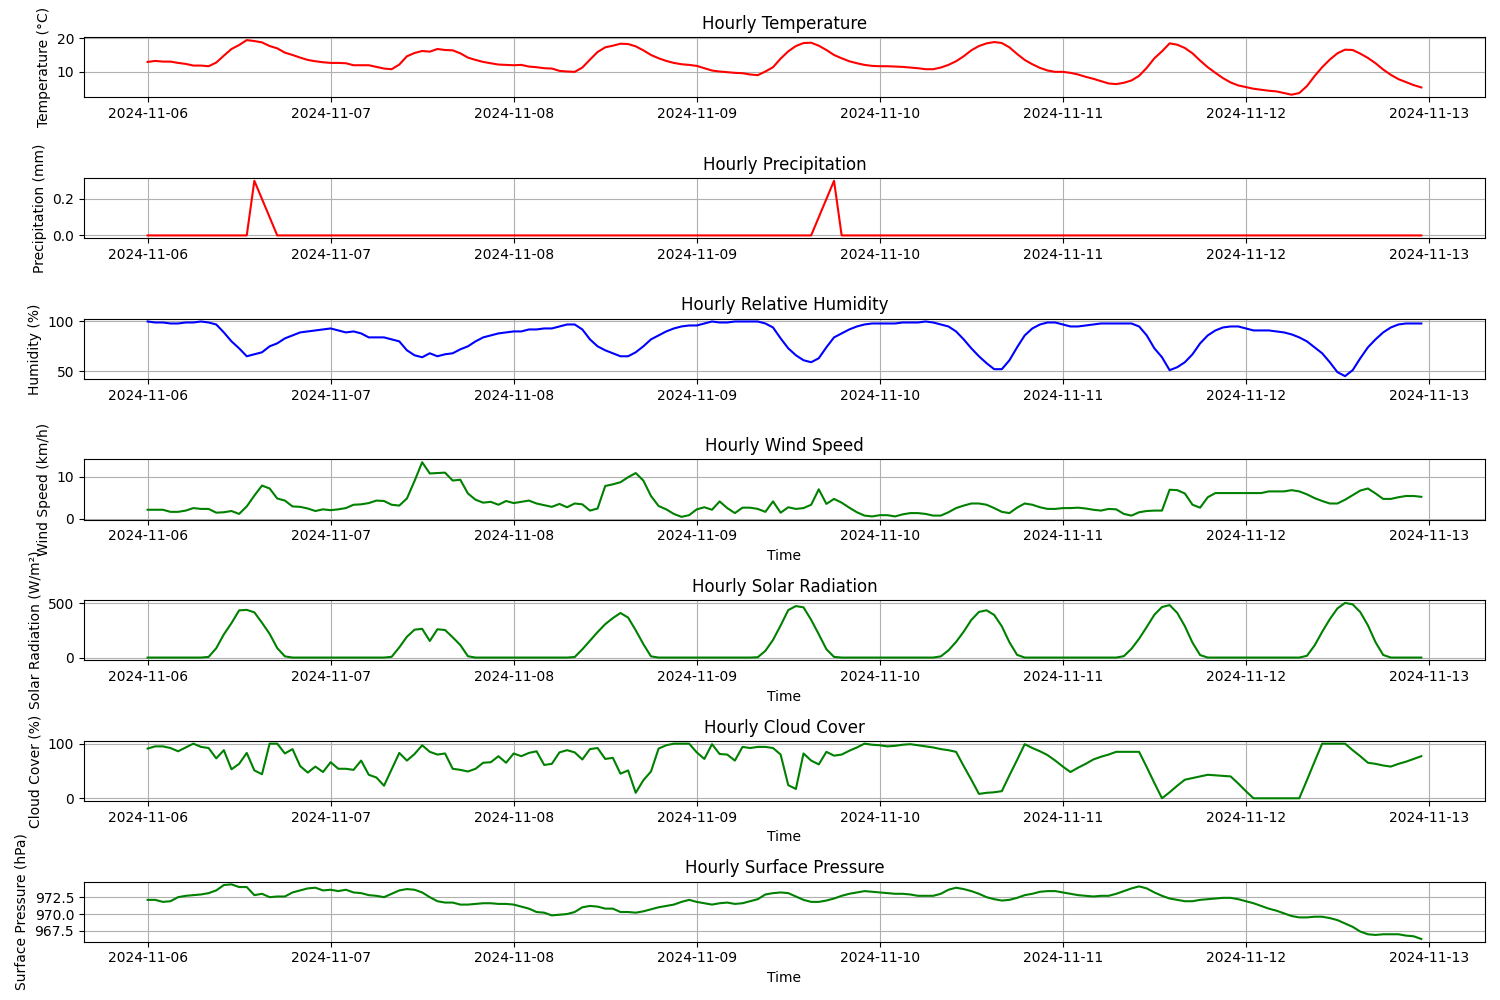 Hourly Temperature
Temperature (°C)
20
10
2024-11-06 2024-11-07 2024-11-08 2024-11-09 2024-11-10 2024-11-11 2024-11-12 2024-11-13
Hourly Precipitation
Precipitation (mm)
0.2
0.0
2024-11-06 2024-11-07 2024-11-08 2024-11-09 2024-11-10 2024-11-11 2024-11-12 2024-11-13
Hourly Relative Humidity
Humidity (%)
100
50
2024-11-06 2024-11-07 2024-11-08 2024-11-09 2024-11-10 2024-11-11 2024-11-12 2024-11-13
Hourly Wind Speed
Wind Speed (km/h)
10
0
2024-11-06 2024-11-07 2024-11-08 2024-11-09 2024-11-10 2024-11-11 2024-11-12 2024-11-13
Time
Hourly Solar Radiation
Solar Radiation (W/m²)
500
0
2024-11-06 2024-11-07 2024-11-08 2024-11-09 2024-11-10 2024-11-11 2024-11-12 2024-11-13
Time
Hourly Cloud Cover
Cloud Cover (%)
100
0
2024-11-06 2024-11-07 2024-11-08 2024-11-09 2024-11-10 2024-11-11 2024-11-12 2024-11-13
Time
Hourly Surface Pressure
Surface Pressure (hPa)
972.5
970.0
967.5
2024-11-06 2024-11-07 2024-11-08 2024-11-09 2024-11-10 2024-11-11 2024-11-12 2024-11-13
Time